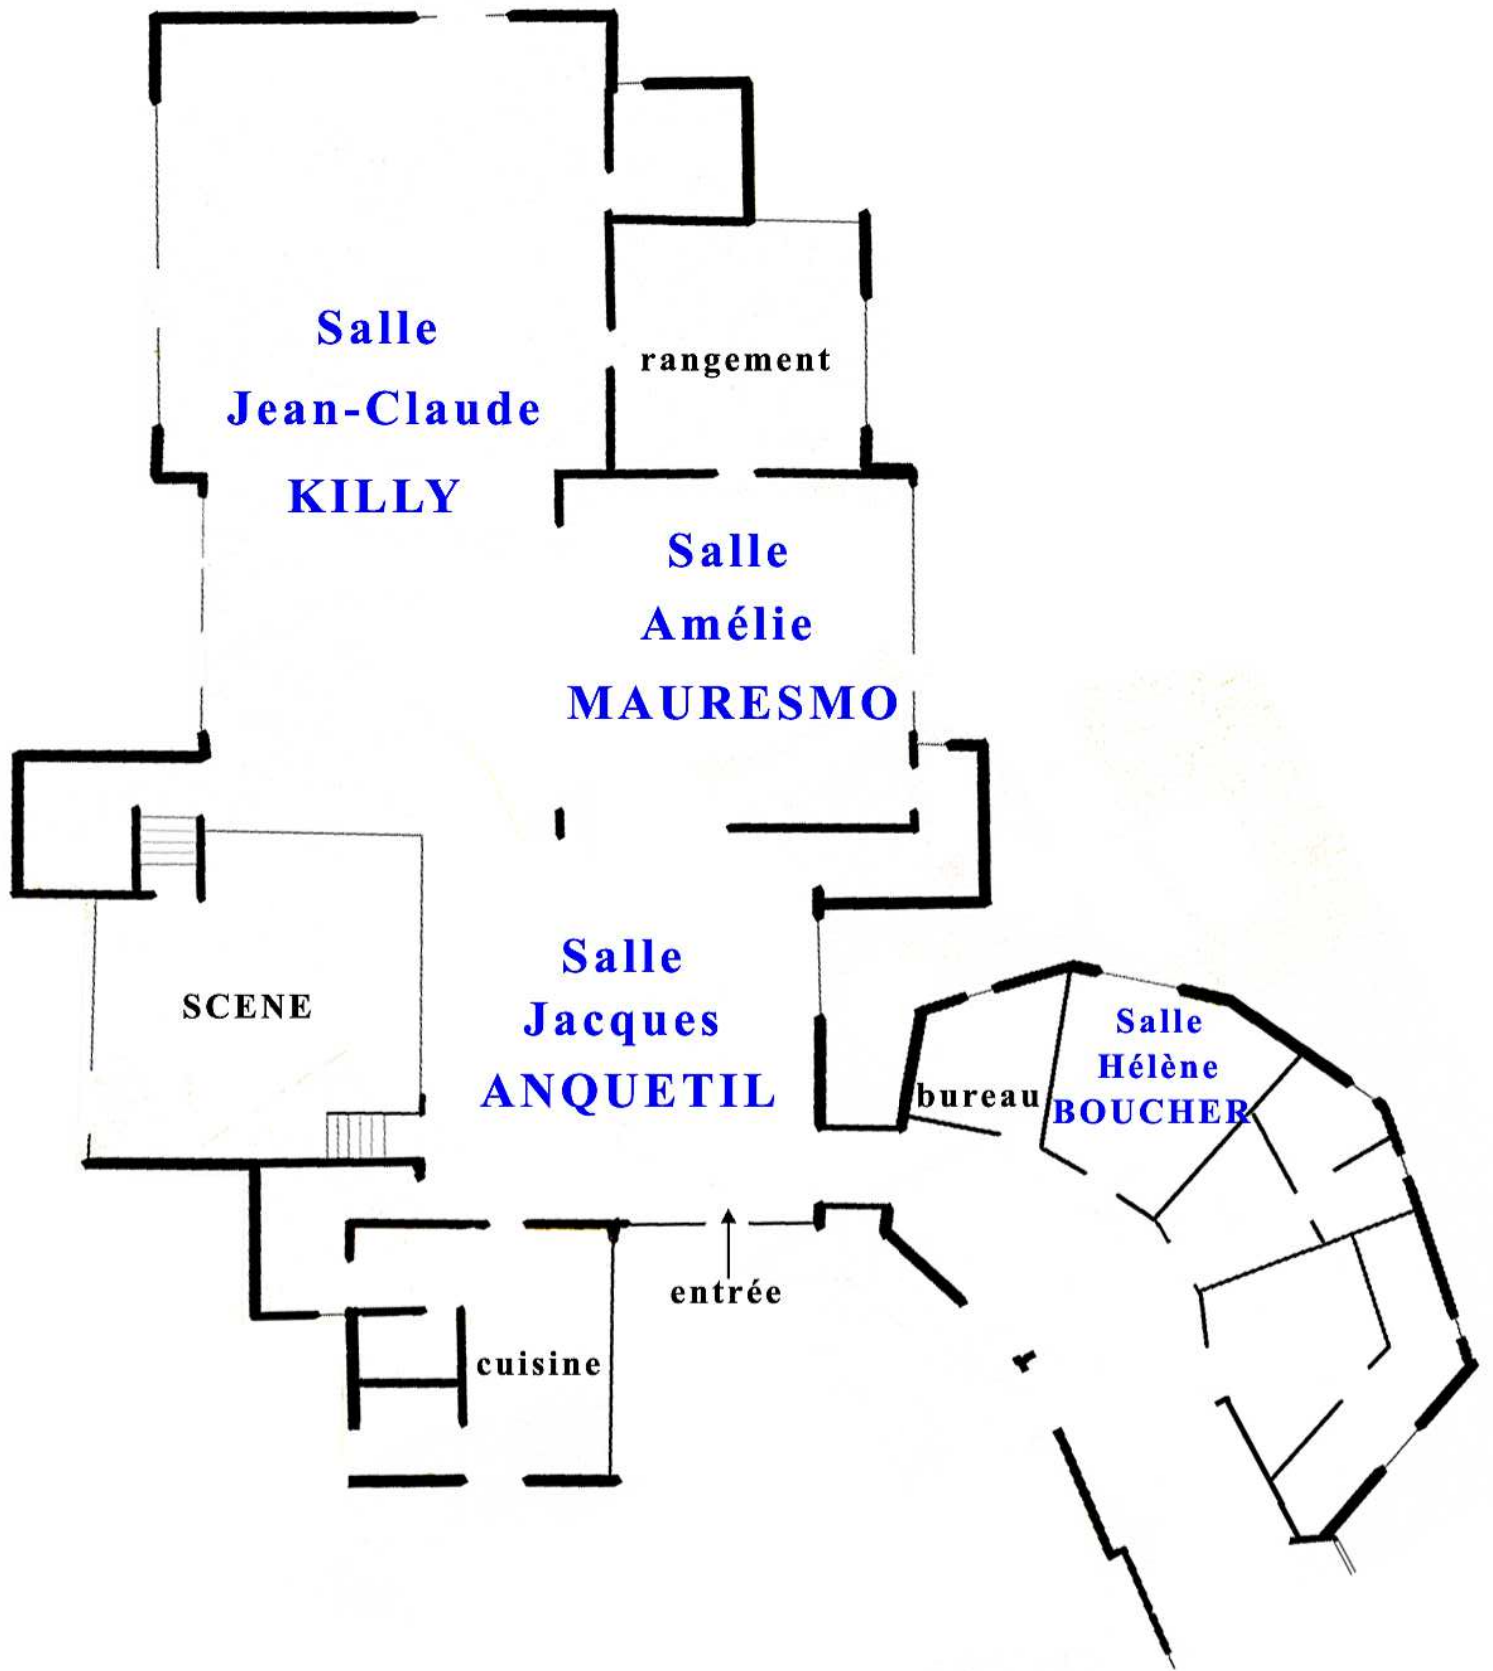 Salle
Jean-Claude
KILLY
rangement
Salle
Amélie
MAURESMO
SCENE
Salle
Jacques
ANQUETIL
bureau
Salle
Hélène
BOUCHER
entrée
cuisine